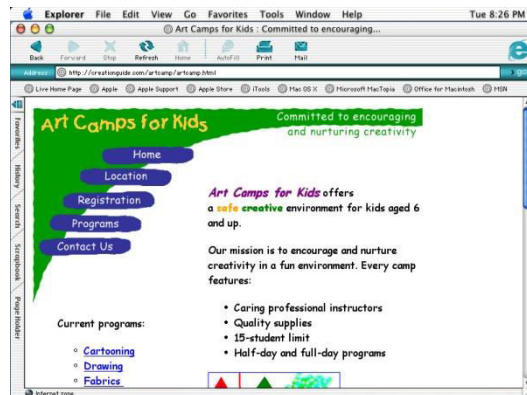 Explorer File Edit View Go Favorites Tools Window Help Tue 8:26 PM
Art Camps for Kids : Committed to encouraging...
Back Forward Stop Refresh Home AutoFill Print Mail
Address: http://creationguide.com/artcamp/artcamp.html go
Live Home Page Apple Apple Support Apple Store iTools Mac OS X Microsoft MacTopia Office for Macintosh MSN
Favorites
History
Search
Scrapbook
Page Holder
Art Camps for Kids
Committed to encouraging
and nurturing creativity
Home
Location
Registration
Programs
Contact Us
Art Camps for Kids offers
a safe creative environment for kids aged 6
and up.
Our mission is to encourage and nurture
creativity in a fun environment. Every camp
features:
• Caring professional instructors
• Quality supplies
• 15-student limit
• Half-day and full-day programs
Current programs:
◦ Cartooning
◦ Drawing
◦ Fabrics
Internet zone